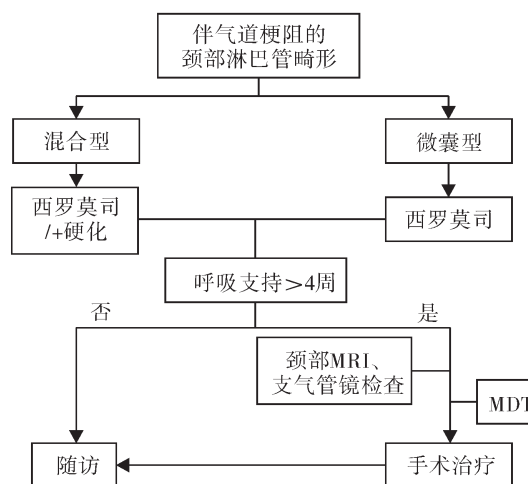 伴气道梗阻的
颈部淋巴管畸形
混合型
微囊型
西罗莫司
/+硬化
西罗莫司
呼吸支持>4周
否
是
颈部MRI、
支气管镜检查
MDT
随访
手术治疗